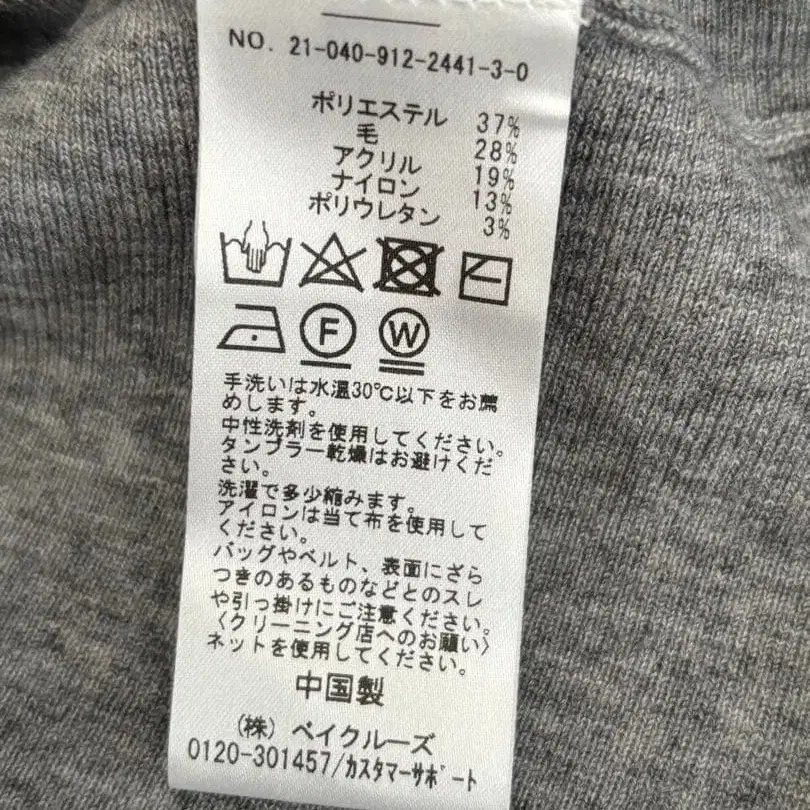 NO. 21-040-912-2441-3-0
ポリエステル 37%
毛 28%
アクリル 19%
ナイロン 13%
ポリウレタン 3%
F W
手洗いは水温30℃以下をお薦
めします。
中性洗剤を使用してください。
タンブラー乾燥はお避けくだ
さい。
洗濯で多少縮みます。
アイロンは当て布を使用して
ください。
バッグやベルト、表面にざら
つきのあるものなどとのスレ
や引っ掛けにご注意ください。
〈クリーニング店へのお願い〉
ネットを使用してください。
中国製
(株) ベイクルーズ
0120-301457/ｶｽﾀﾏｰｻﾎﾟｰﾄ